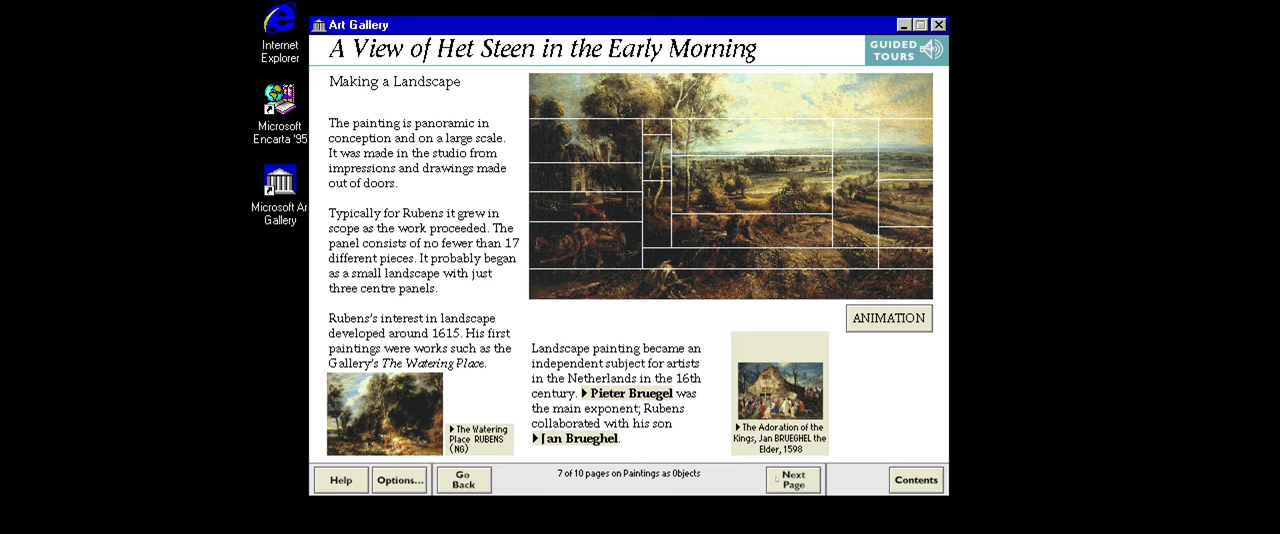 Internet
Explorer
Microsoft
Encarta '95
Microsoft Ar
Gallery
Art Gallery
A View of Het Steen in the Early Morning
GUIDED
TOURS
Making a Landscape
The painting is panoramic in
conception and on a large scale.
It was made in the studio from
impressions and drawings made
out of doors.
Typically for Rubens it grew in
scope as the work proceeded. The
panel consists of no fewer than 17
different pieces. It probably began
as a small landscape with just
three centre panels.
Rubens's interest in landscape
developed around 1615. His first
paintings were works such as the
Gallery's The Watering Place.
The Watering
Place RUBENS
(NG)
ANIMATION
Landscape painting became an
independent subject for artists
in the Netherlands in the 16th
century. Pieter Bruegel was
the main exponent; Rubens
collaborated with his son
Jan Brueghel.
The Adoration of the
Kings, Jan BRUEGHEL the
Elder, 1598
Help
Options...
Go
Back
7 of 10 pages on Paintings as Objects
Next
Page
Contents